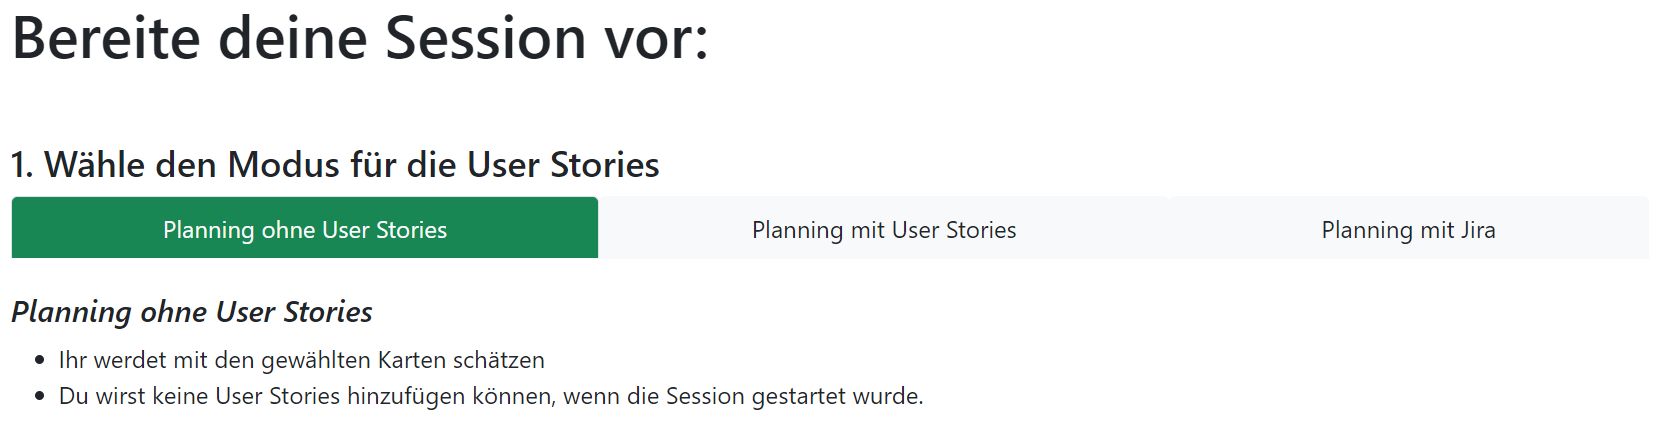 Bereite deine Session vor:
1. Wähle den Modus für die User Stories
Planning ohne User Stories
Planning mit User Stories
Planning mit Jira
Planning ohne User Stories
• Ihr werdet mit den gewählten Karten schätzen
• Du wirst keine User Stories hinzufügen können, wenn die Session gestartet wurde.